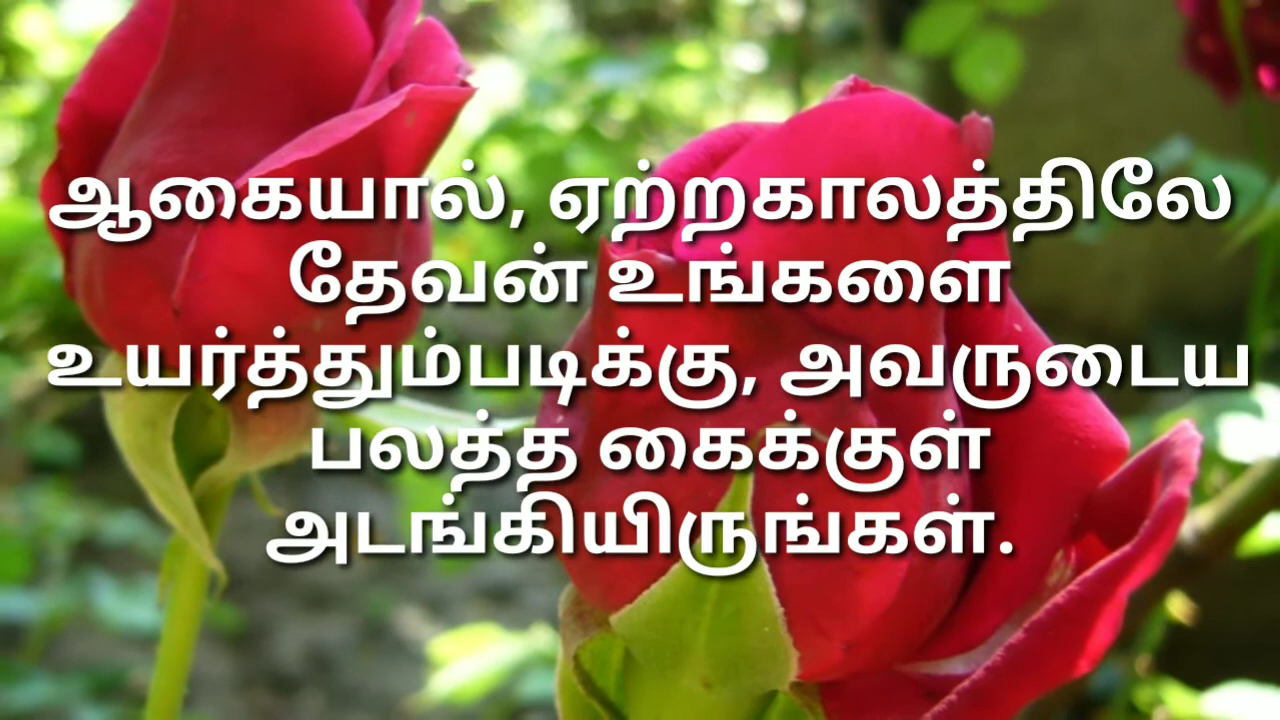 ஆகையால், ஏற்றகாலத்திலே
தேவன் உங்களை
உயர்த்தும்படிக்கு, அவருடைய
பலத்த கைக்குள்
அடங்கியிருங்கள்.